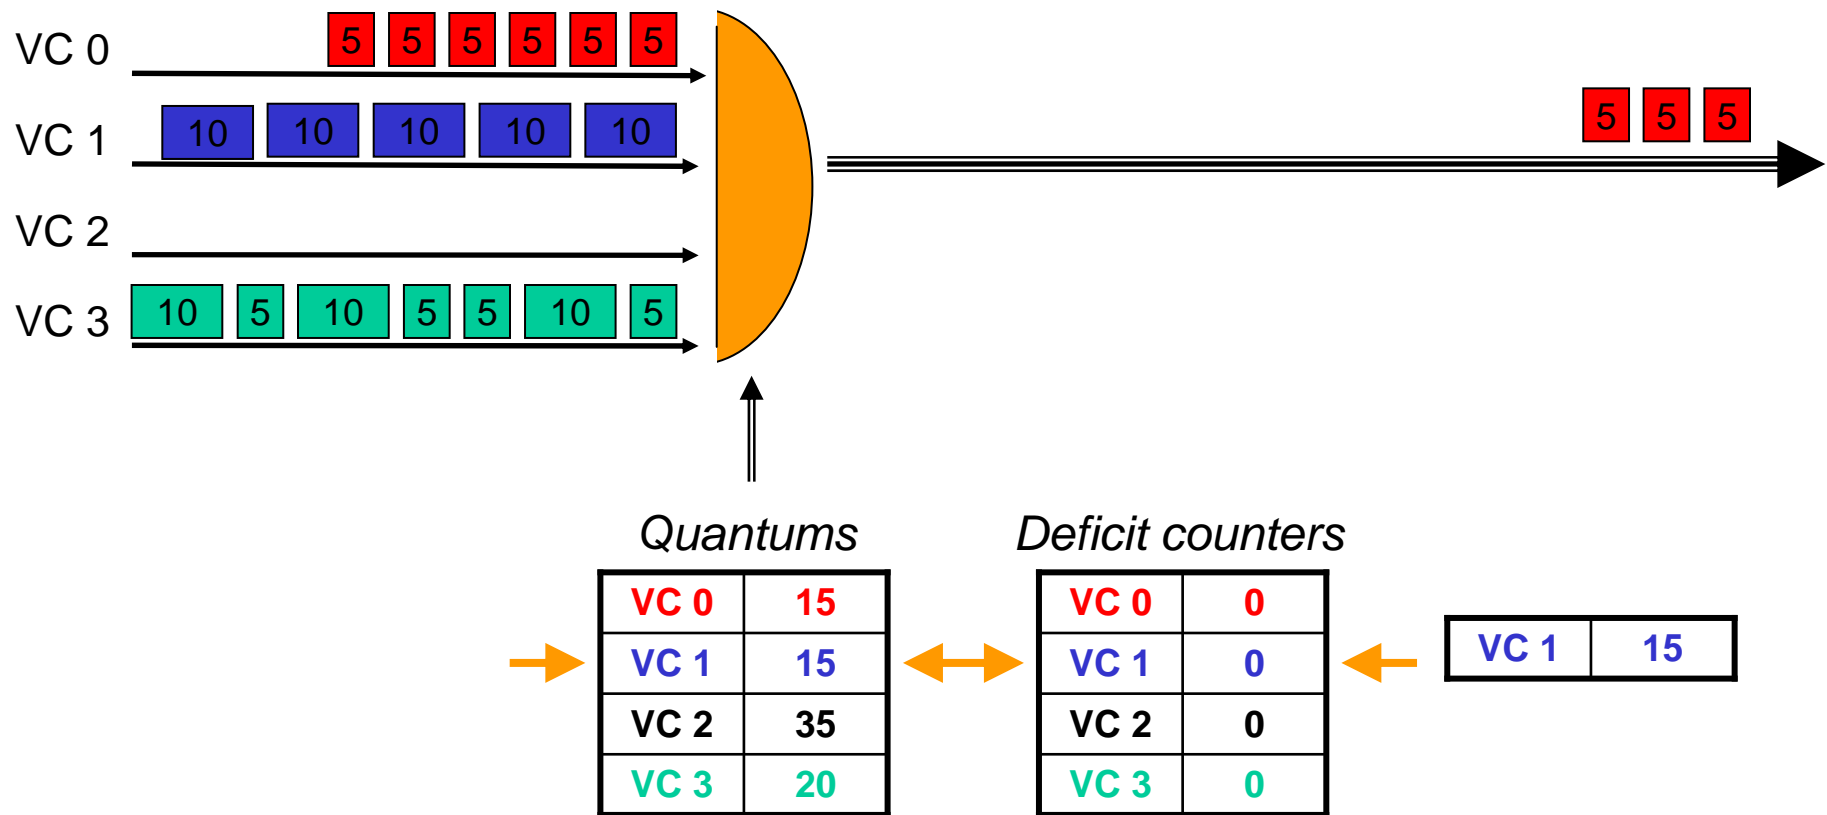 VC 0 5 5 5 5 5 5
5 5 5
VC 1 10 10 10 10 10
VC 2
VC 3 10 5 10 5 5 10 5
Quantums Deficit counters
VC 0 15 VC 0 0
VC 1 15 VC 1 0 VC 1 15
VC 2 35 VC 2 0
VC 3 20 VC 3 0